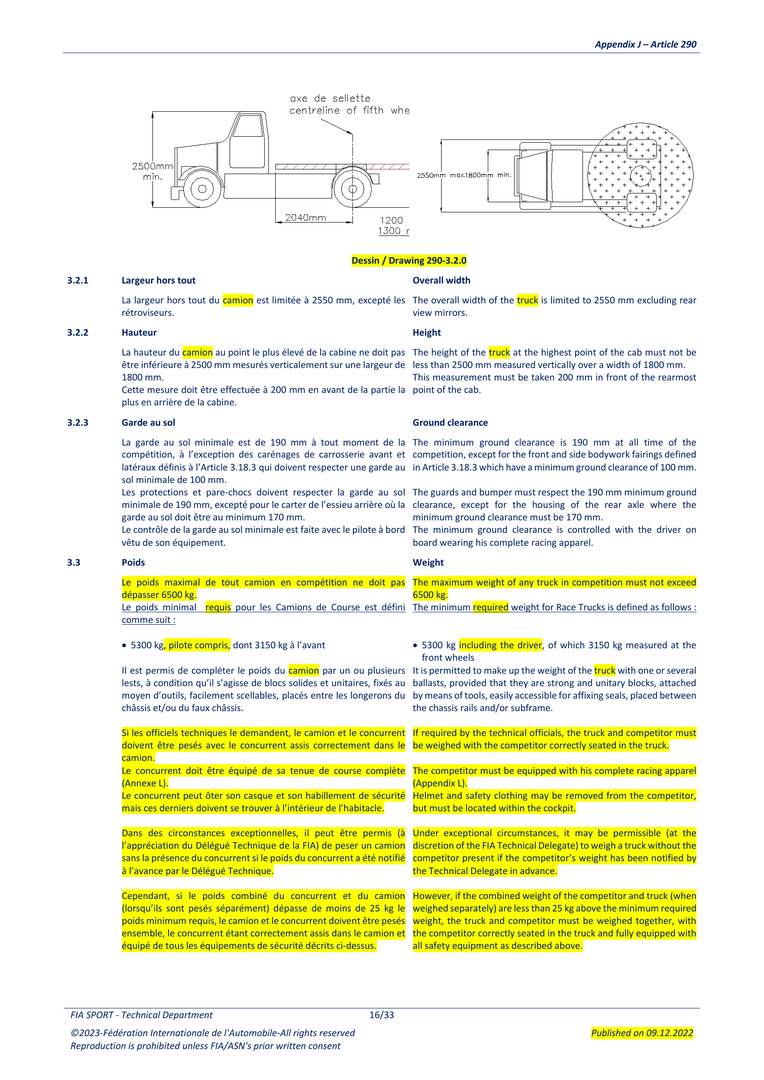 Appendix J – Article 290
axe de sellette
centreline of fifth whe
2500mm
min.
2040mm
1200
1300 r
2550mm max
1800mm min.
Dessin / Drawing 290-3.2.0
3.2.1 Largeur hors tout
La largeur hors tout du camion est limitée à 2550 mm, excepté les
rétroviseurs.
Overall width
The overall width of the truck is limited to 2550 mm excluding rear
view mirrors.
3.2.2 Hauteur
La hauteur du camion au point le plus élevé de la cabine ne doit pas
être inférieure à 2500 mm mesurés verticalement sur une largeur de
1800 mm.
Cette mesure doit être effectuée à 200 mm en avant de la partie la
plus en arrière de la cabine.
Height
The height of the truck at the highest point of the cab must not be
less than 2500 mm measured vertically over a width of 1800 mm.
This measurement must be taken 200 mm in front of the rearmost
point of the cab.
3.2.3 Garde au sol
La garde au sol minimale est de 190 mm à tout moment de la
compétition, à l'exception des carénages de carrosserie avant et
latéraux définis à l'Article 3.18.3 qui doivent respecter une garde au
sol minimale de 100 mm.
Les protections et pare-chocs doivent respecter la garde au sol
minimale de 190 mm, excepté pour le carter de l'essieu arrière où la
garde au sol doit être au minimum 170 mm.
Le contrôle de la garde au sol minimale est faite avec le pilote à bord
vêtu de son équipement.
Ground clearance
The minimum ground clearance is 190 mm at all time of the
competition, except for the front and side bodywork fairings defined
in Article 3.18.3 which have a minimum ground clearance of 100 mm.
The guards and bumper must respect the 190 mm minimum ground
clearance, except for the housing of the rear axle where the
minimum ground clearance must be 170 mm.
The minimum ground clearance is controlled with the driver on
board wearing his complete racing apparel.
3.3 Poids
Le poids maximal de tout camion en compétition ne doit pas
dépasser 6500 kg.
Le poids minimal requis pour les Camions de Course est défini
comme suit :
• 5300 kg, pilote compris, dont 3150 kg à l'avant
Il est permis de compléter le poids du camion par un ou plusieurs
lests, à condition qu'il s'agisse de blocs solides et unitaires, fixés au
moyen d'outils, facilement scellables, placés entre les longerons du
châssis et/ou du faux châssis.
Si les officiels techniques le demandent, le camion et le concurrent
doivent être pesés avec le concurrent assis correctement dans le
camion.
Le concurrent doit être équipé de sa tenue de course complète
(Annexe L).
Le concurrent peut ôter son casque et son habillement de sécurité
mais ces derniers doivent se trouver à l'intérieur de l'habitacle.
Dans des circonstances exceptionnelles, il peut être permis (à
l'appréciation du Délégué Technique de la FIA) de peser un camion
sans la présence du concurrent si le poids du concurrent a été notifié
à l'avance par le Délégué Technique.
Cependant, si le poids combiné du concurrent et du camion
(lorsqu'ils sont pesés séparément) dépasse de moins de 25 kg le
poids minimum requis, le camion et le concurrent doivent être pesés
ensemble, le concurrent étant correctement assis dans le camion et
équipé de tous les équipements de sécurité décrits ci-dessus.
Weight
The maximum weight of any truck in competition must not exceed
6500 kg.
The minimum required weight for Race Trucks is defined as follows :
• 5300 kg including the driver, of which 3150 kg measured at the
front wheels
It is permitted to make up the weight of the truck with one or several
ballasts, provided that they are strong and unitary blocks, attached
by means of tools, easily accessible for affixing seals, placed between
the chassis rails and/or subframe.
If required by the technical officials, the truck and competitor must
be weighed with the competitor correctly seated in the truck.
The competitor must be equipped with his complete racing apparel
(Appendix L).
Helmet and safety clothing may be removed from the competitor,
but must be located within the cockpit.
Under exceptional circumstances, it may be permissible (at the
discretion of the FIA Technical Delegate) to weigh a truck without the
competitor present if the competitor's weight has been notified by
the Technical Delegate in advance.
However, if the combined weight of the competitor and truck (when
weighed separately) are less than 25 kg above the minimum required
weight, the truck and competitor must be weighed together, with
the competitor correctly seated in the truck and fully equipped with
all safety equipment as described above.
FIA SPORT - Technical Department
16/33
©2023-Fédération Internationale de l'Automobile-All rights reserved
Reproduction is prohibited unless FIA/ASN's prior written consent
Published on 09.12.2022